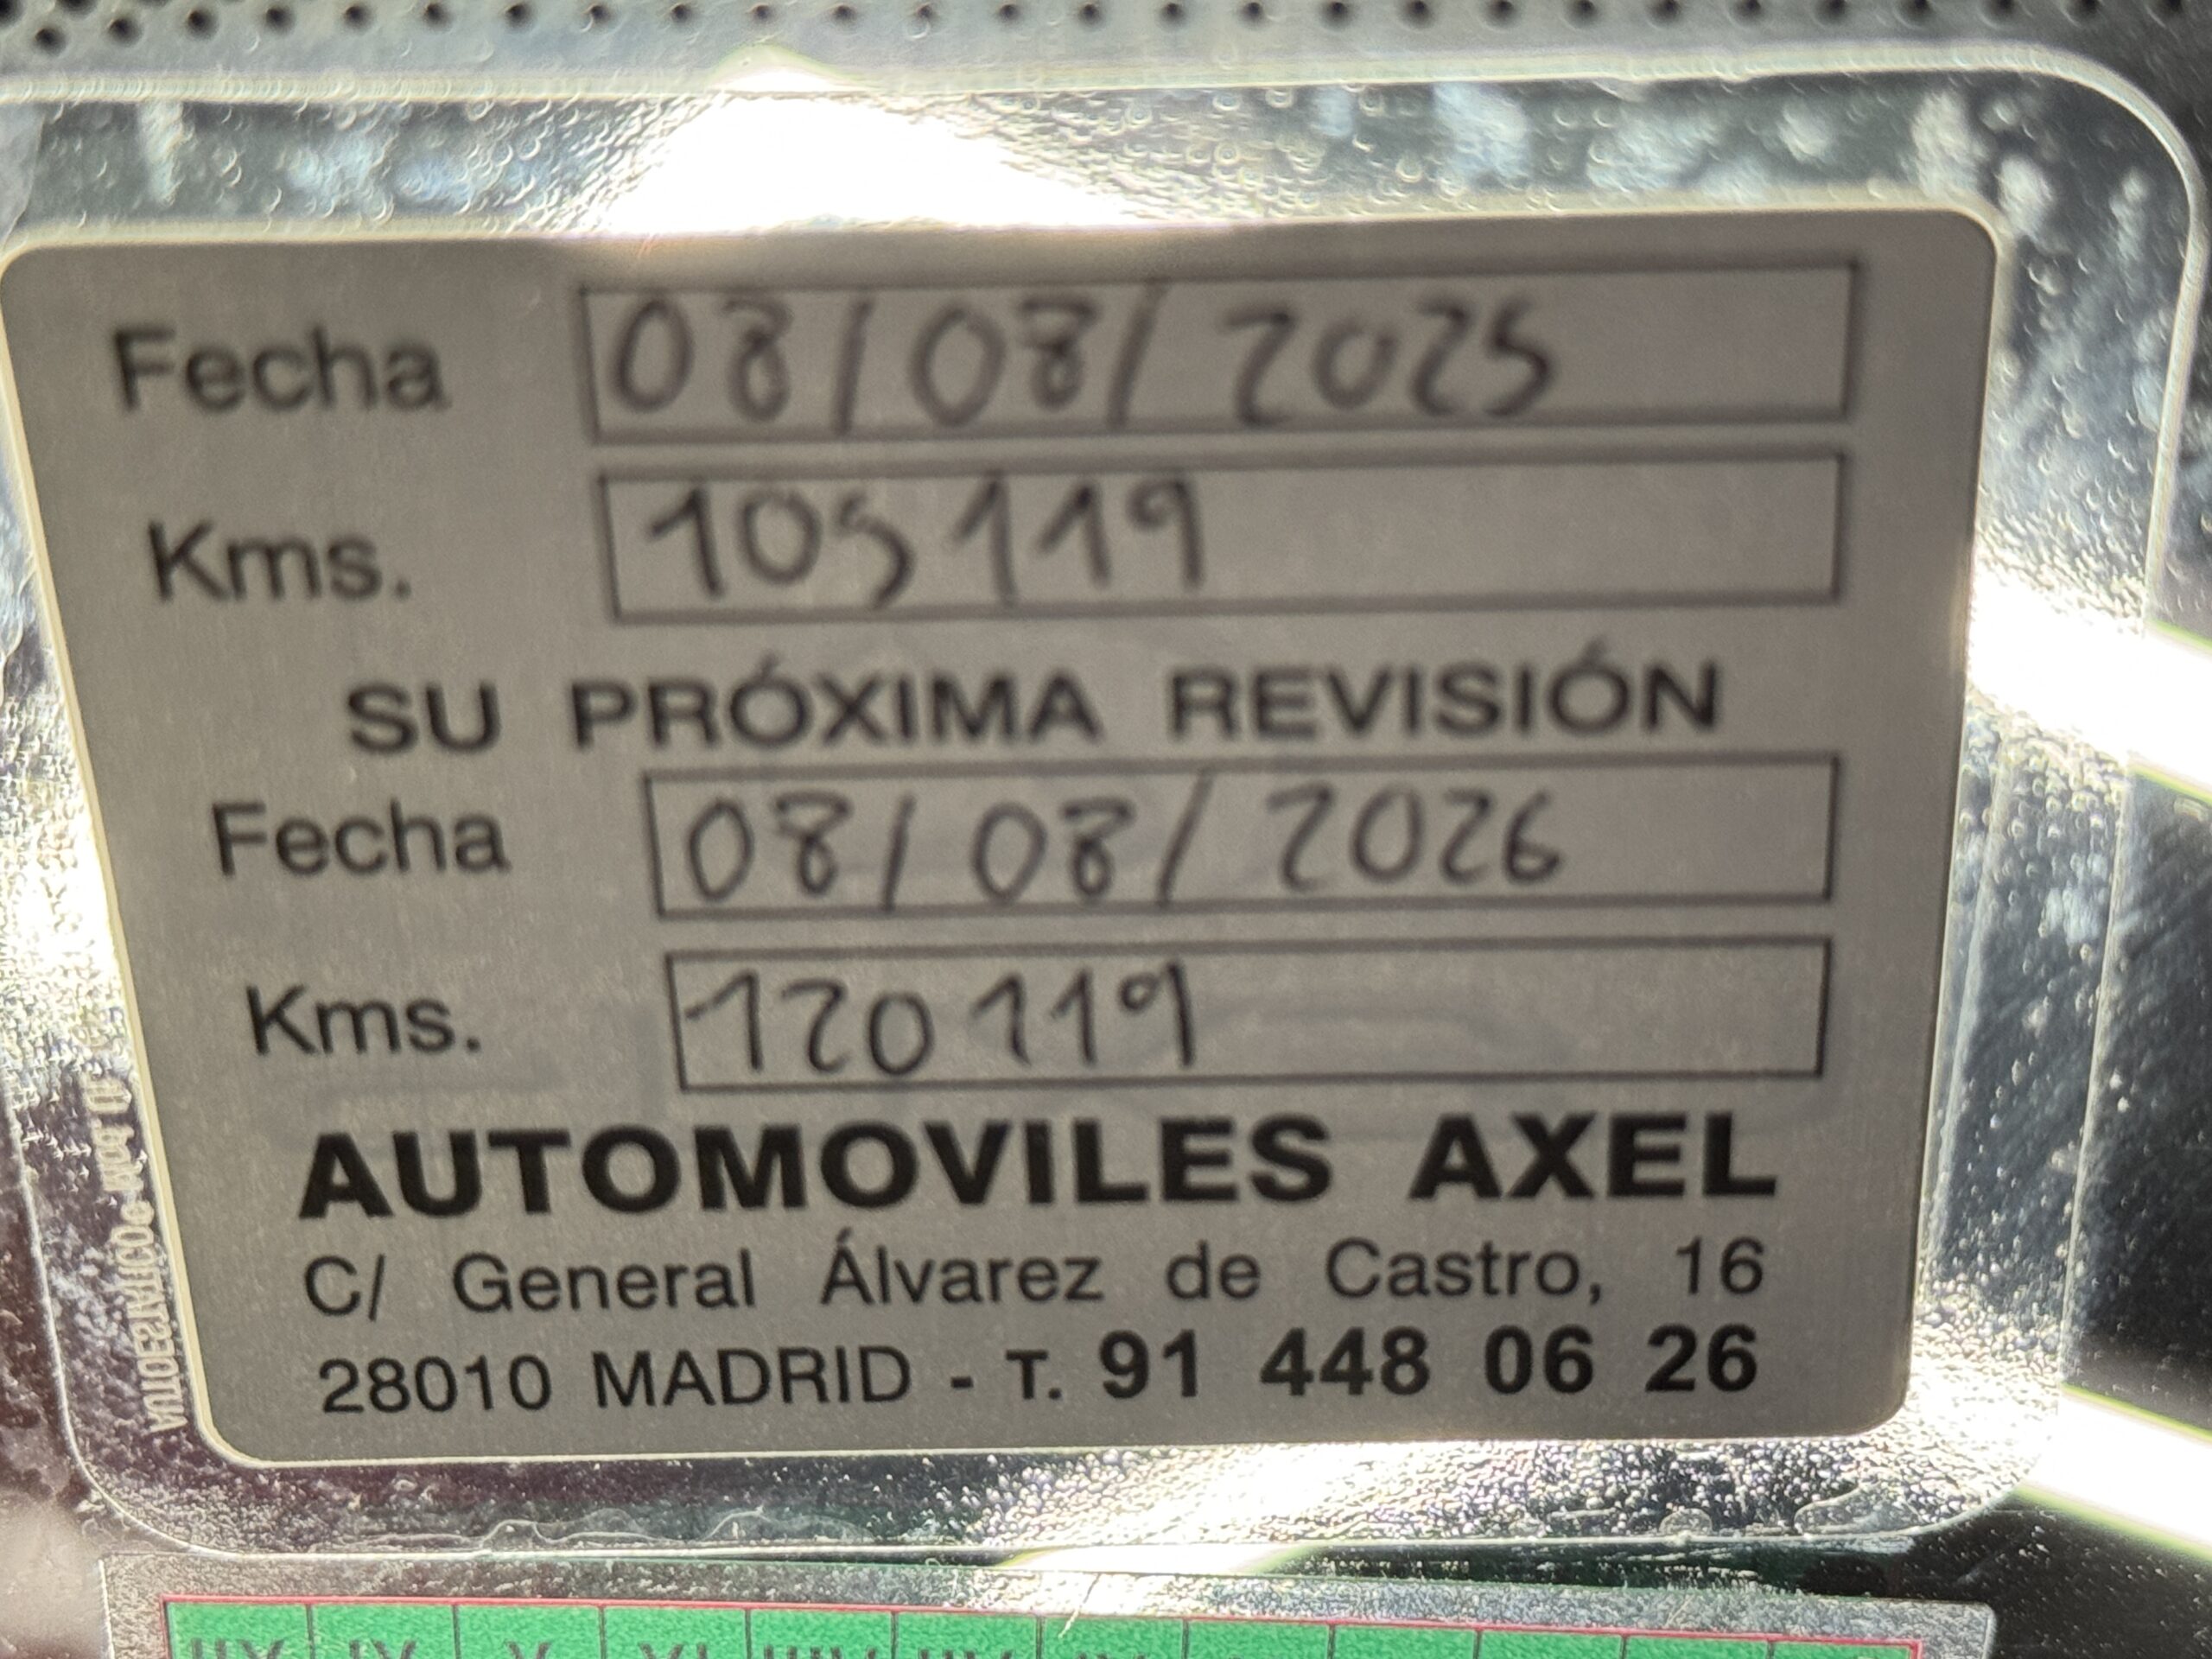 Fecha 08/08/2025
Kms. 105119
SU PRÓXIMA REVISIÓN
Fecha 08/08/2026
Kms. 120119
AUTOMOVILES AXEL
C/ General Álvarez de Castro, 16
28010 MADRID - T. 91 448 06 26